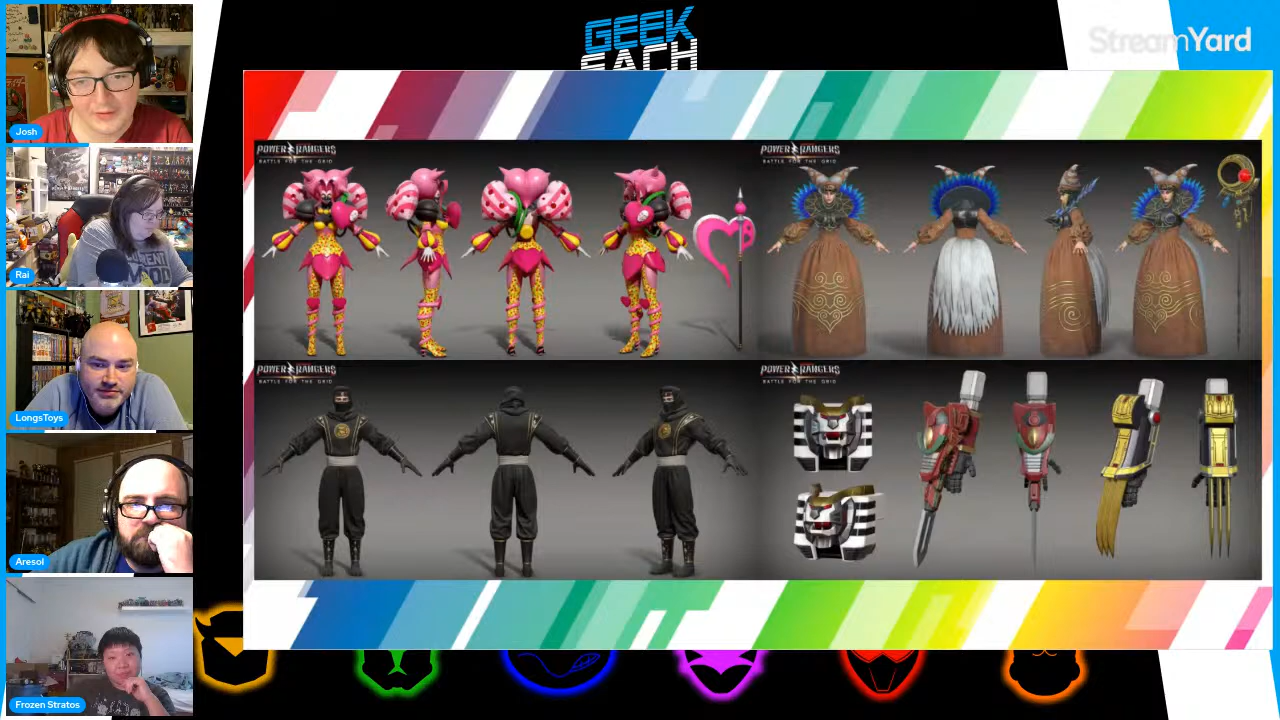 GEEK
EACH
StreamYard
Josh
Rai
LongsToys
Aresol
Frozen Stratos
POWER RANGERS
BATTLE FOR THE GRID
POWER RANGERS
BATTLE FOR THE GRID
POWER RANGERS
BATTLE FOR THE GRID
POWER RANGERS
BATTLE FOR THE GRID